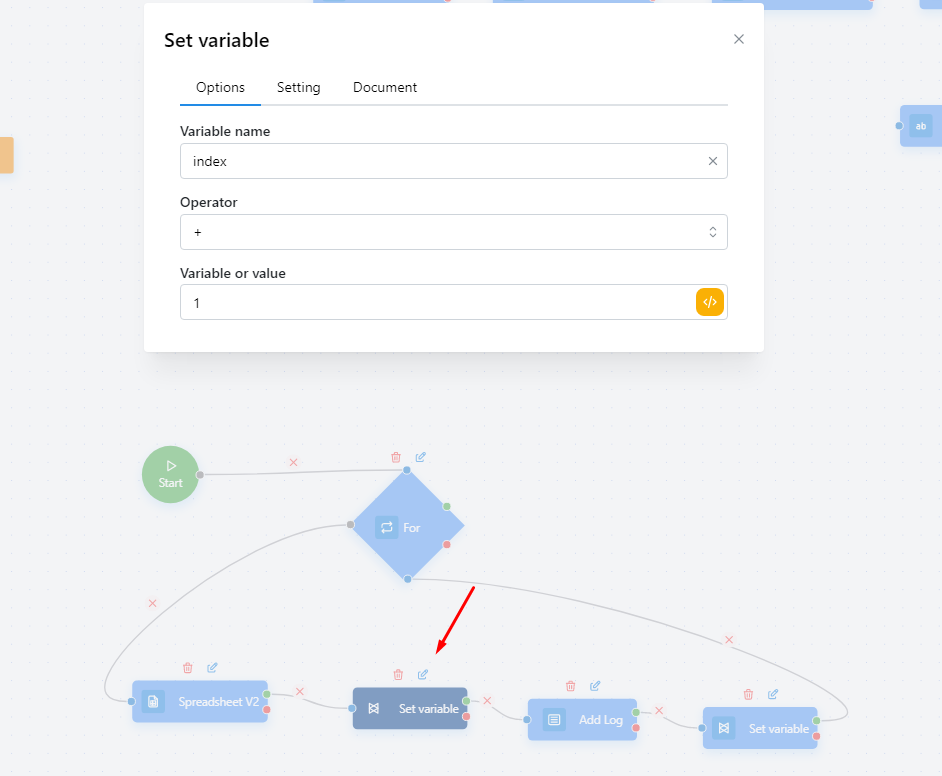 Set variable
Options Setting Document
Variable name
index
Operator
+
Variable or value
1
</>
ab
Start
For
Spreadsheet V2
Set variable
Add Log
Set variable